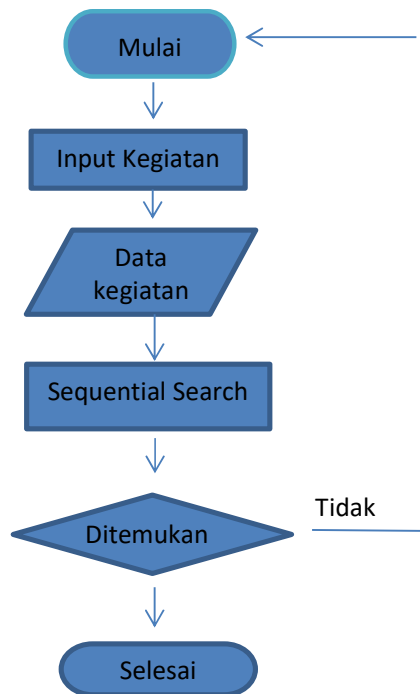 Mulai
Input Kegiatan
Data
kegiatan
Sequential Search
Tidak
Ditemukan
Selesai